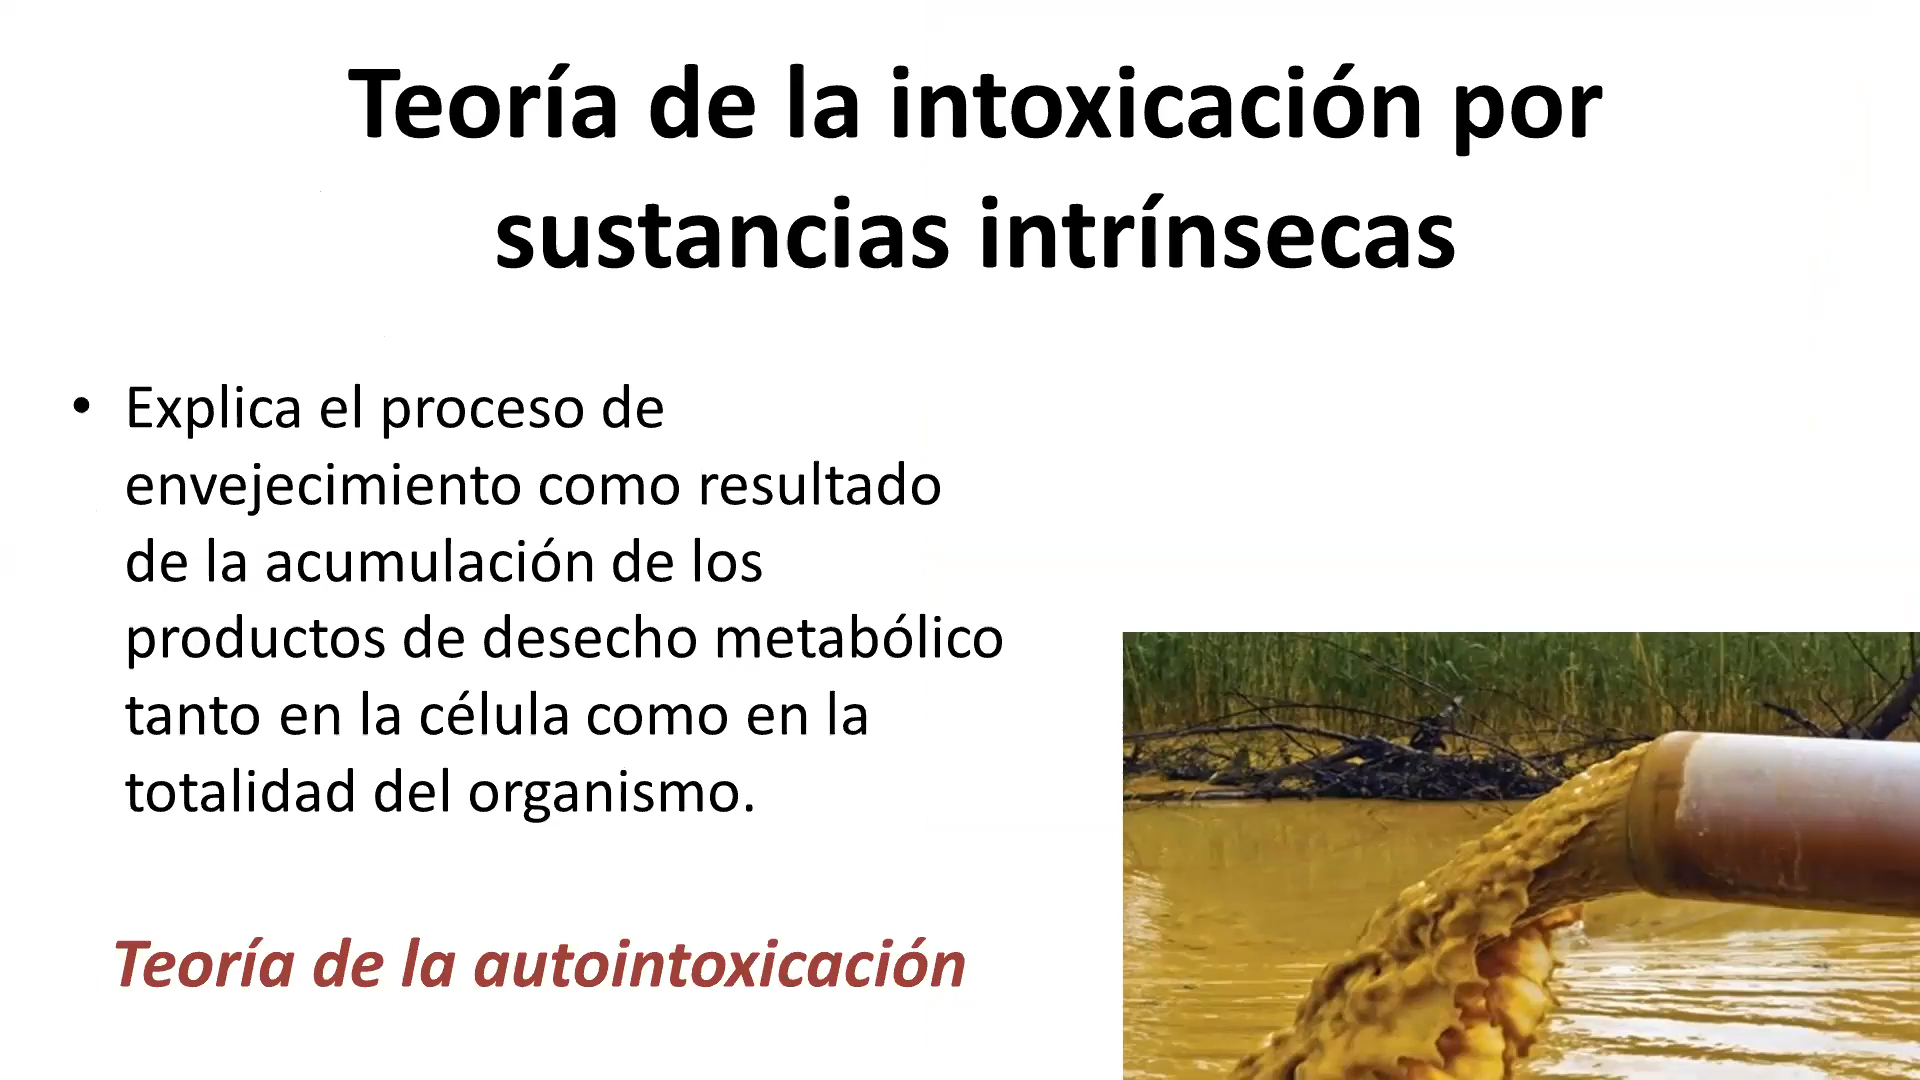 Teoría de la intoxicación por
sustancias intrínsecas
• Explica el proceso de
envejecimiento como resultado
de la acumulación de los
productos de desecho metabólico
tanto en la célula como en la
totalidad del organismo.
Teoría de la autointoxicación